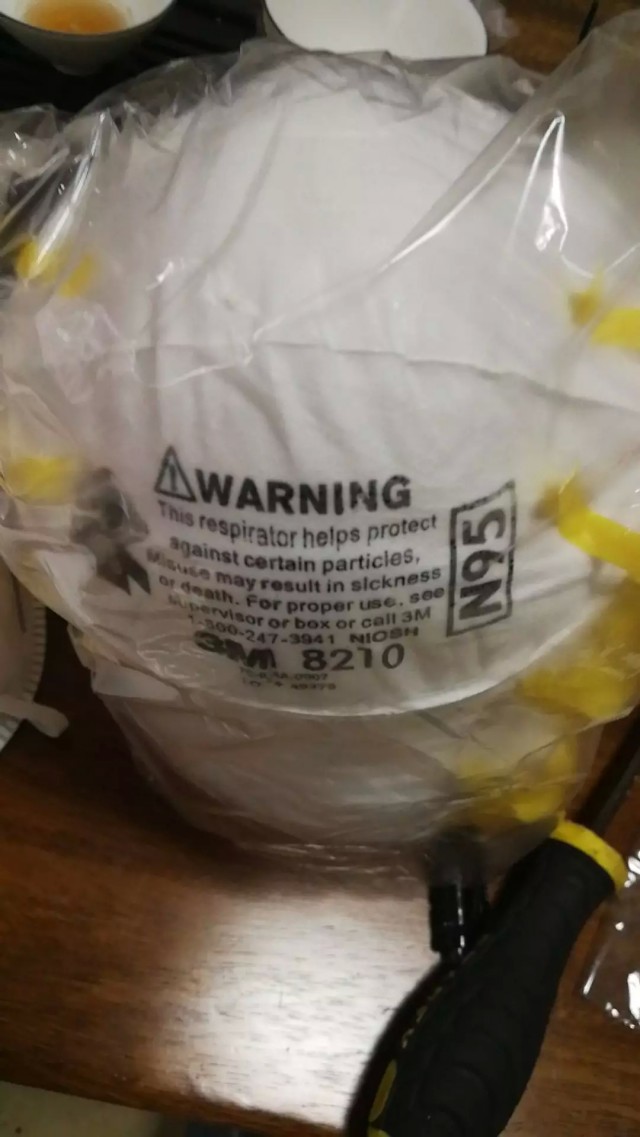 WARNING
This respirator helps protect
against certain particles,
Misuse may result in sickness
or death. For proper use, see
supervisor or box or call 3M
1-800-247-3941 NIOSH
3M 8210
N95